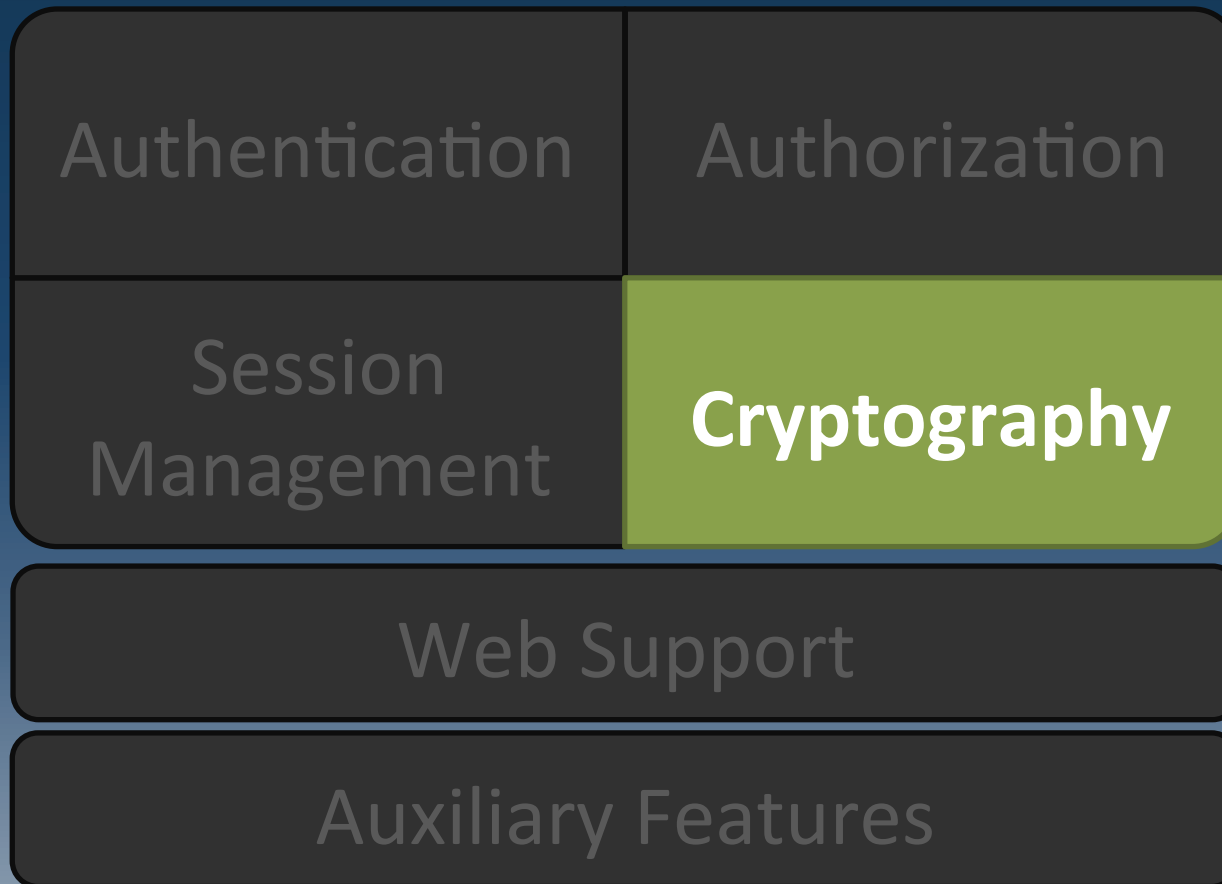 Authentication
Authorization
Session
Management
Cryptography
Web Support
Auxiliary Features